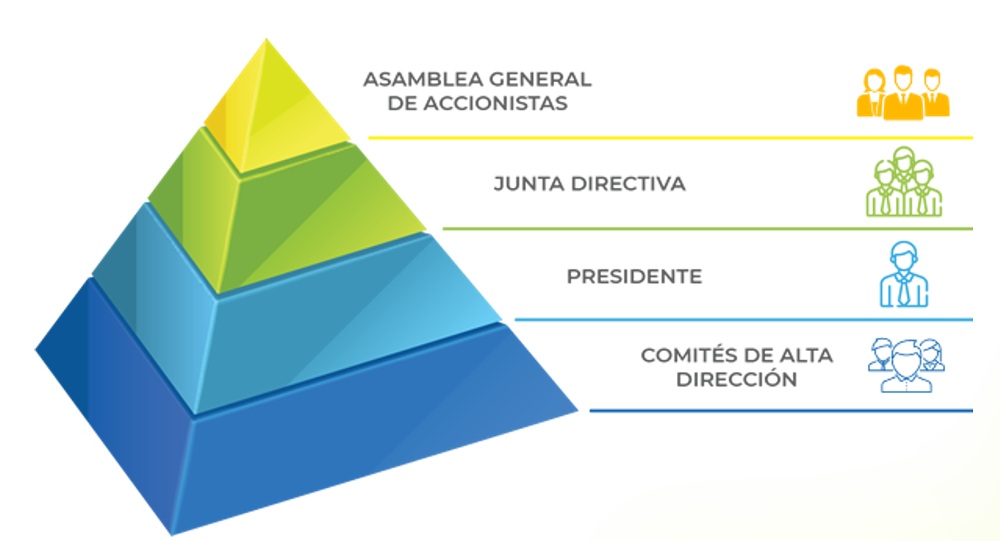 ASAMBLEA GENERAL
DE ACCIONISTAS
JUNTA DIRECTIVA
PRESIDENTE
COMITÉS DE ALTA
DIRECCIÓN